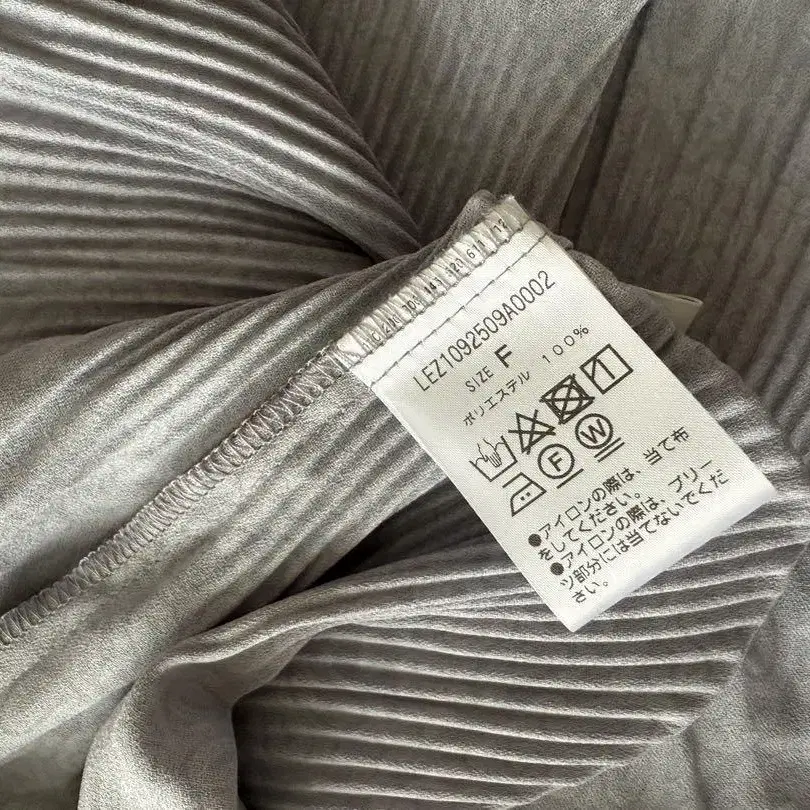 LEZ1092509A0002
SIZE F
ポリエステル 100%
F W
●アイロンの際は、当て布
をしてください。
●アイロンの際は、プリー
ツ部分には当てないでくだ
さい。